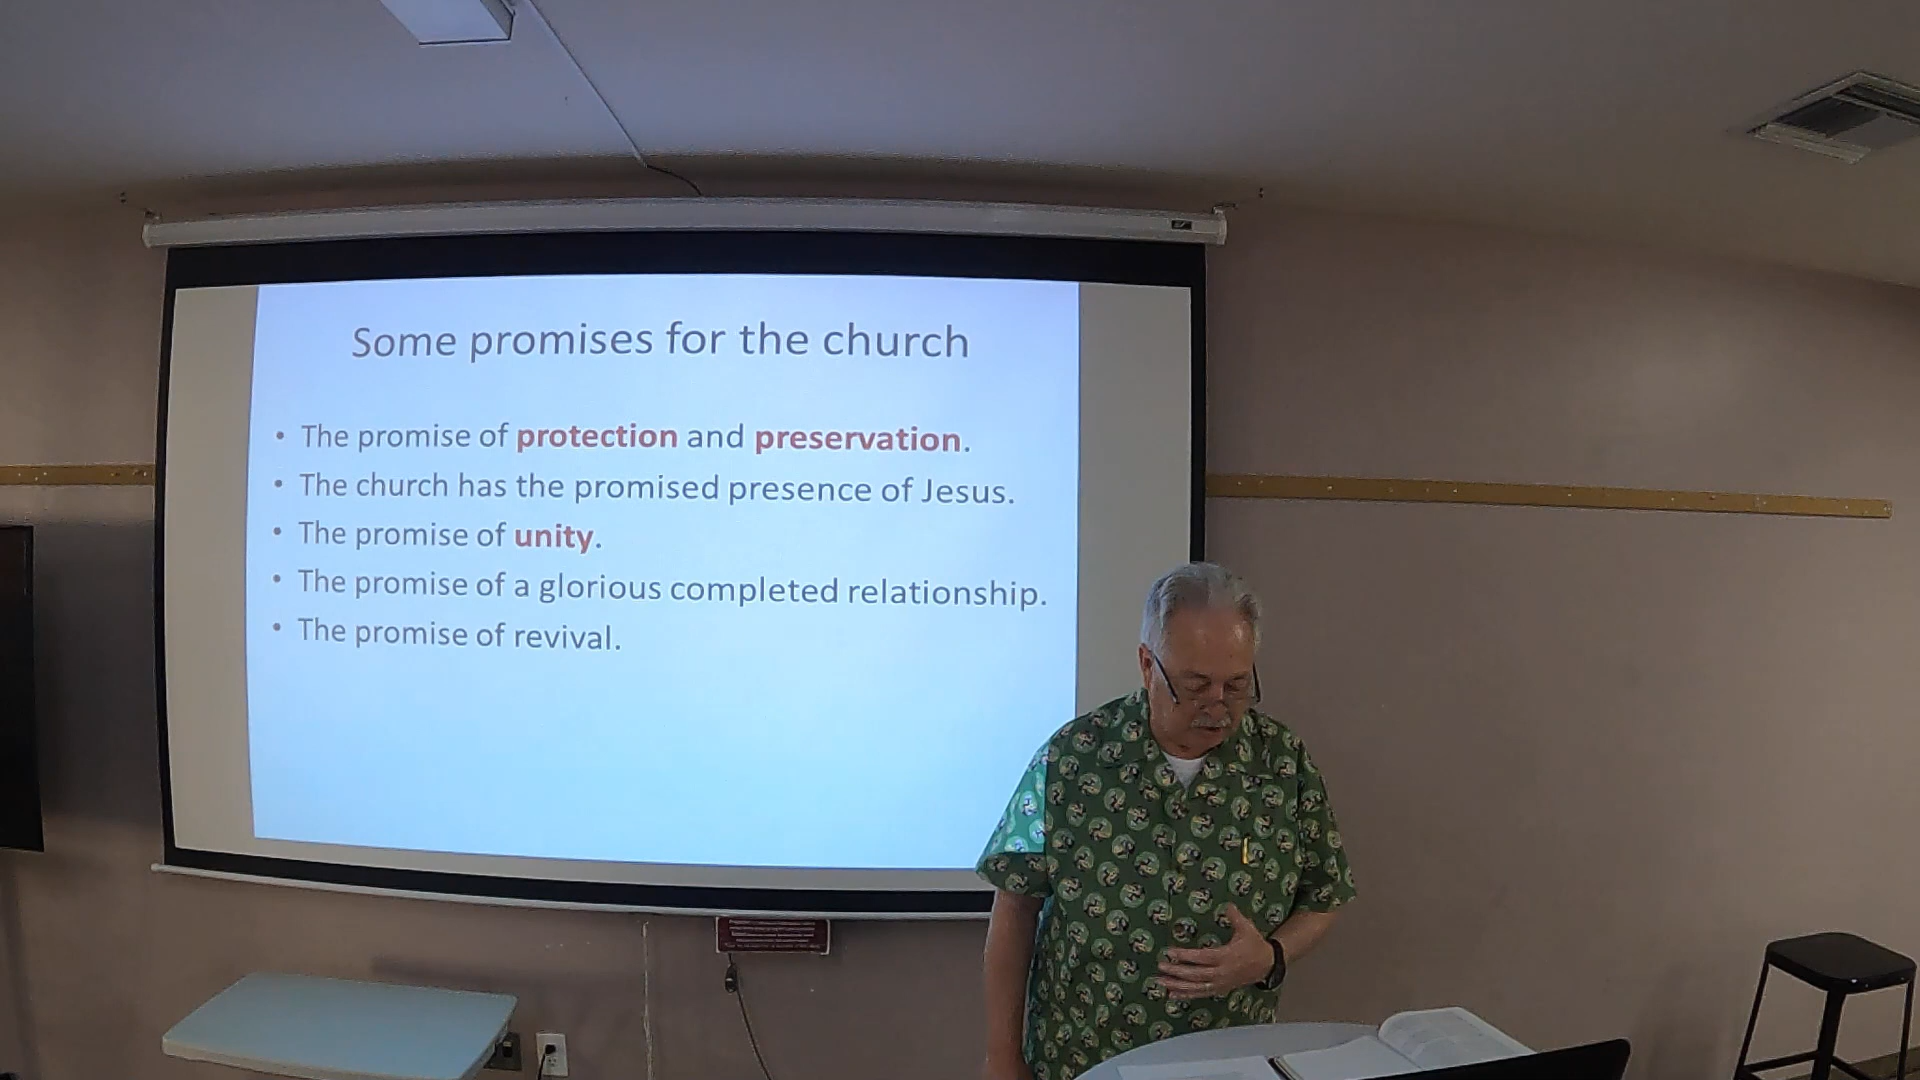 Some promises for the church
• The promise of protection and preservation.
• The church has the promised presence of Jesus.
• The promise of unity.
• The promise of a glorious completed relationship.
• The promise of revival.